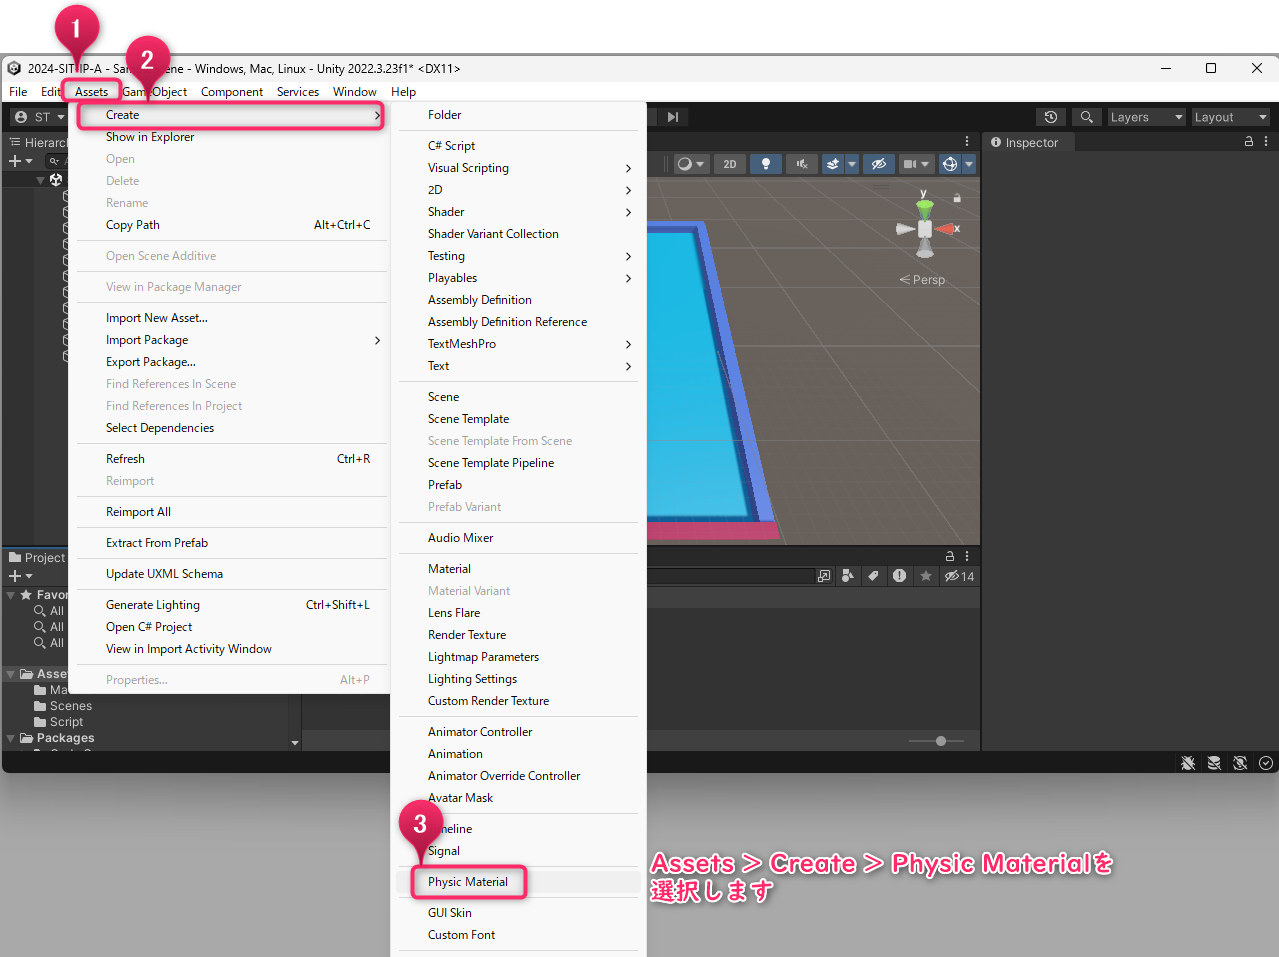 1
2
2024-SIT-IP-A - Sa ene - Windows, Mac, Linux - Unity 2022.3.23f1* <DX11>
File Edit Assets GameObject Component Services Window Help
ST
Layers
Layout
Hierarc
Inspector
Create
Show in Explorer
Open
Delete
Rename
Copy Path Alt+Ctrl+C
Open Scene Additive
View in Package Manager
Import New Asset...
Import Package
Export Package...
Find References In Scene
Find References In Project
Select Dependencies
Refresh Ctrl+R
Reimport
Reimport All
Extract From Prefab
Update UXML Schema
Generate Lighting Ctrl+Shift+L
Open C# Project
View in Import Activity Window
Properties... Alt+P
Folder
C# Script
Visual Scripting
2D
Shader
Shader Variant Collection
Testing
Playables
Assembly Definition
Assembly Definition Reference
TextMeshPro
Text
Scene
Scene Template
Scene Template From Scene
Scene Template Pipeline
Prefab
Prefab Variant
Audio Mixer
Material
Material Variant
Lens Flare
Render Texture
Lightmap Parameters
Lighting Settings
Custom Render Texture
Animator Controller
Animation
Animator Override Controller
Avatar Mask
3
meline
Signal
Physic Material
GUI Skin
Custom Font
2D
y
x
Persp
14
Project
Favor
All
All
All
Asse
Ma
Scenes
Script
Packages
Assets > Create > Physic Materialを
選択します